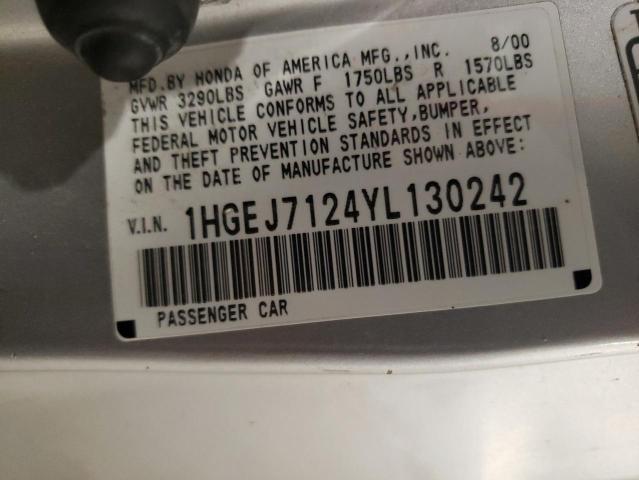 MFD.BY HONDA OF AMERICA MFG.,INC. 8/00
GVWR 3290LBS GAWR F 1750LBS R 1570LBS
THIS VEHICLE CONFORMS TO ALL APPLICABLE
FEDERAL MOTOR VEHICLE SAFETY,BUMPER,
AND THEFT PREVENTION STANDARDS IN EFFECT
ON THE DATE OF MANUFACTURE SHOWN ABOVE:
V.I.N. 1HGEJ7124YL130242
PASSENGER CAR